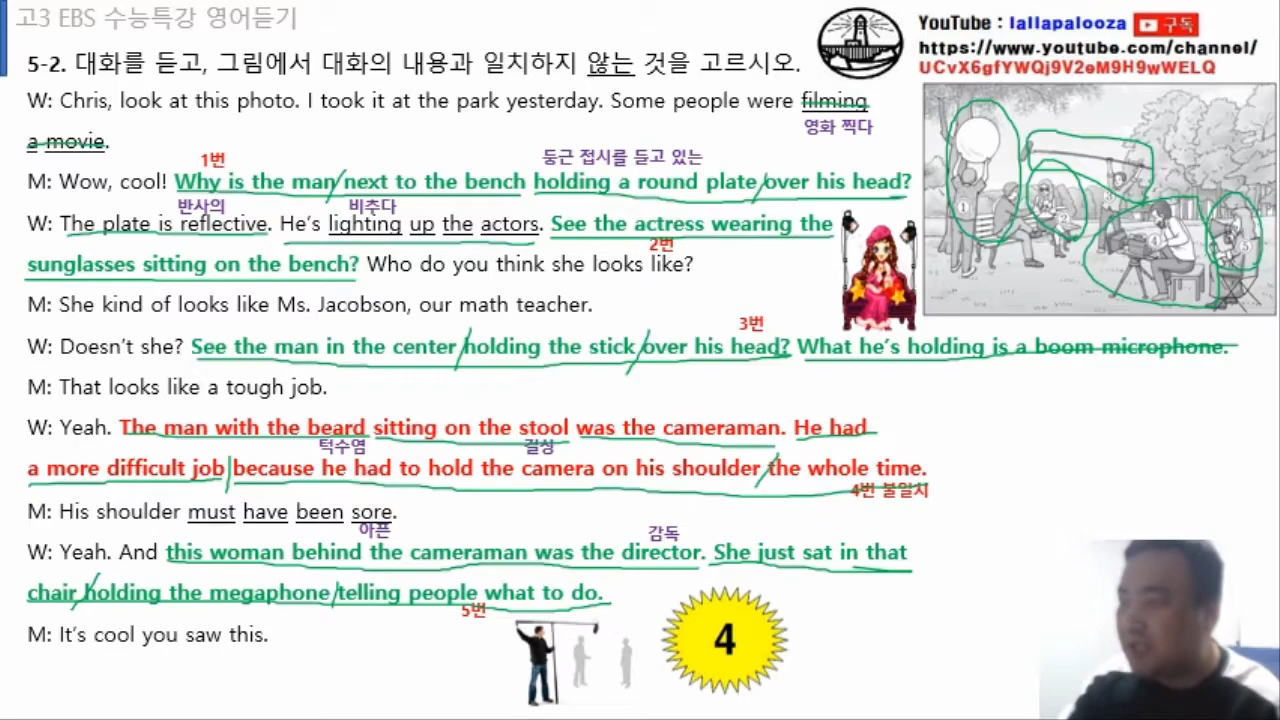 고3 EBS 수능특강 영어듣기
YouTube : lallapalooza 구독
https://www.youtube.com/channel/
UCvX6gfYWQj9V2eM9H9wWELQ
5-2. 대화를 듣고, 그림에서 대화의 내용과 일치하지 않는 것을 고르시오.
W: Chris, look at this photo. I took it at the park yesterday. Some people were filming
영화 찍다
a movie.
1번
둥근 접시를 들고 있는
M: Wow, cool! Why is the man next to the bench holding a round plate over his head?
반사의
비추다
W: The plate is reflective. He's lighting up the actors. See the actress wearing the
2번
sunglasses sitting on the bench? Who do you think she looks like?
M: She kind of looks like Ms. Jacobson, our math teacher.
3번
W: Doesn't she? See the man in the center holding the stick over his head? What he's holding is a boom microphone.
M: That looks like a tough job.
W: Yeah. The man with the beard sitting on the stool was the cameraman. He had
턱수염
걸상
a more difficult job because he had to hold the camera on his shoulder the whole time.
4번 불일치
M: His shoulder must have been sore.
아픈
감독
W: Yeah. And this woman behind the cameraman was the director. She just sat in that
chair holding the megaphone telling people what to do.
5번
M: It's cool you saw this.
4
①
②
④
⑤